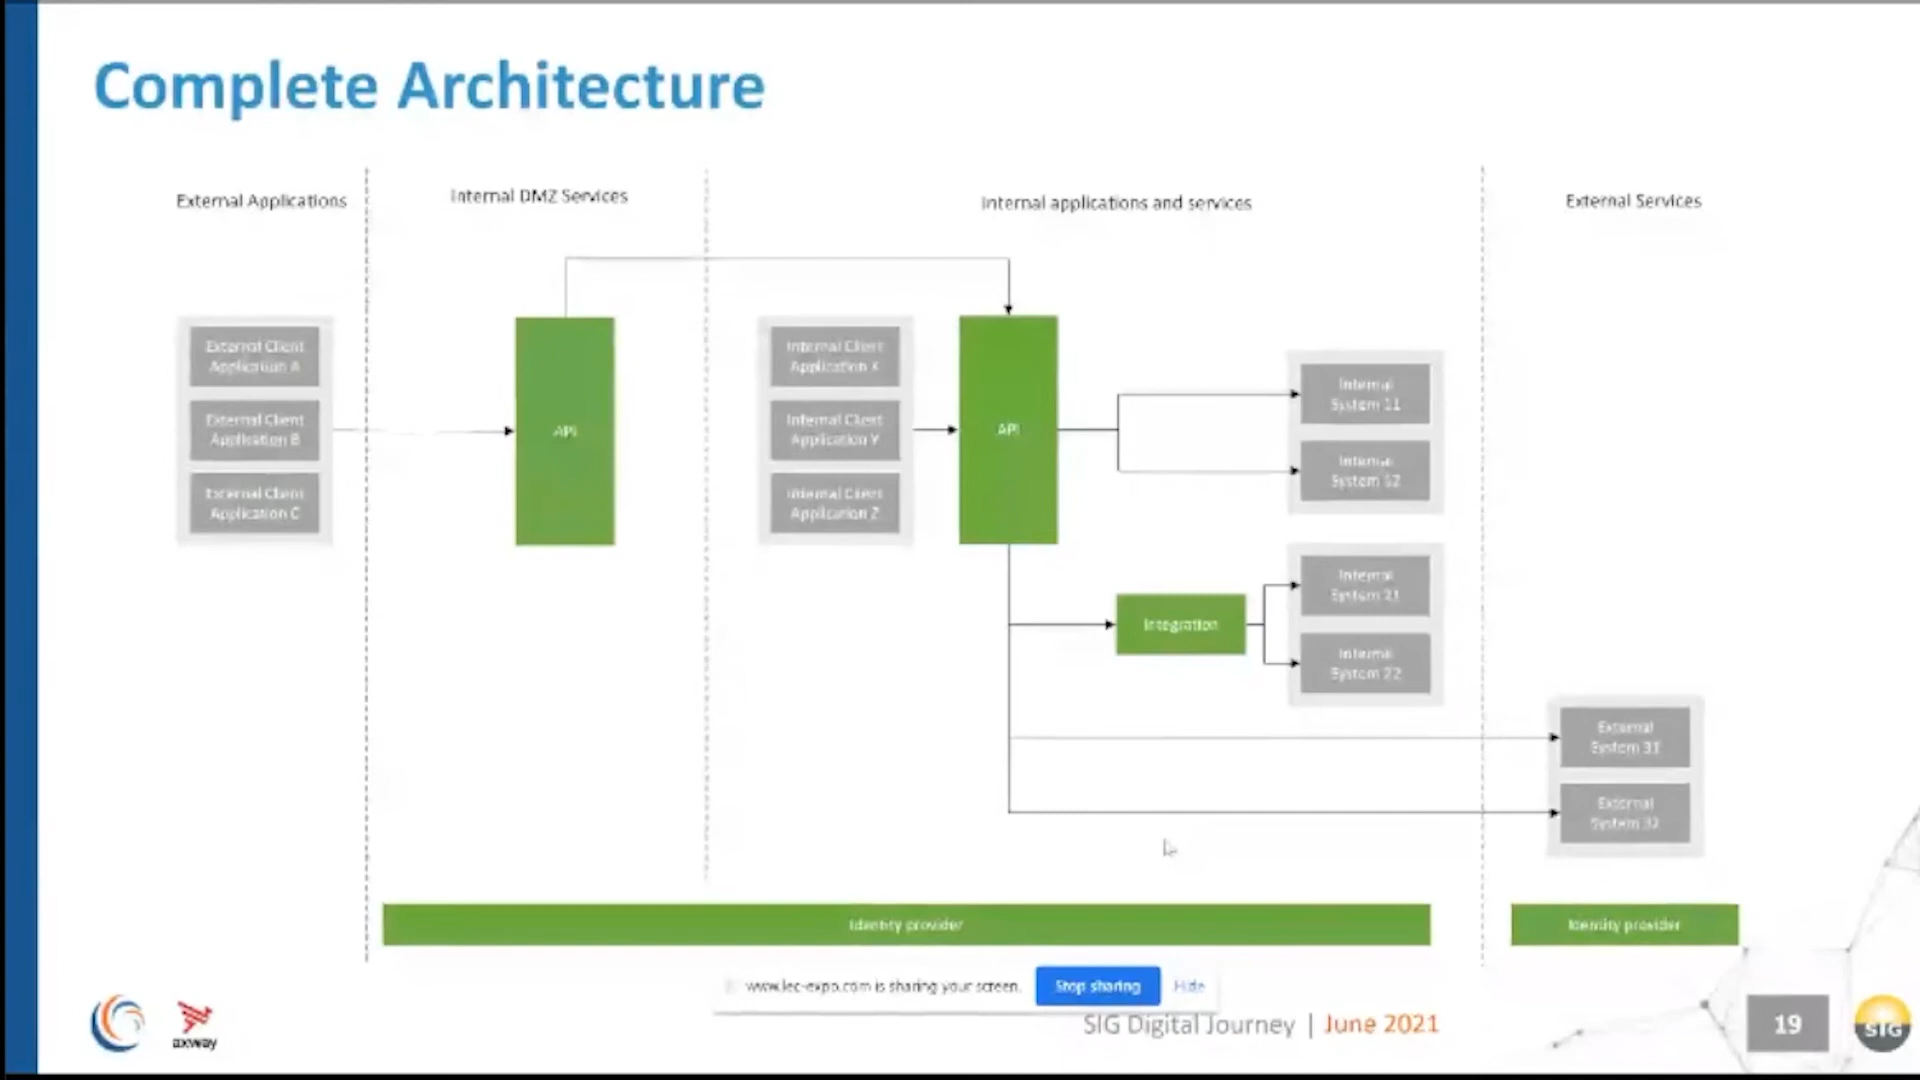 Complete Architecture
External Applications
Internal DMZ Services
Internal applications and services
External Services
External Client
Application A
External Client
Application B
External Client
Application C
API
Internal Client
Application X
Internal Client
Application Y
Internal Client
Application Z
API
Internal
System 11
Internal
System 12
Integration
Internal
System 21
Internal
System 22
External
System 31
External
System 32
Identity provider
Identity provider
www.lec-expo.com is sharing your screen.
Stop sharing
Hide
axway
SIG Digital Journey | June 2021
19
SIG